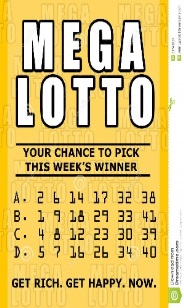 MEGA
LOTTO
YOUR CHANCE TO PICK
THIS WEEK'S WINNER
A. 2 6 14 17 32 38
B. 1 9 18 29 33 41
C. 4 8 12 23 30 39
D. 5 7 16 26 34 40
GET RICH. GET HAPPY. NOW.